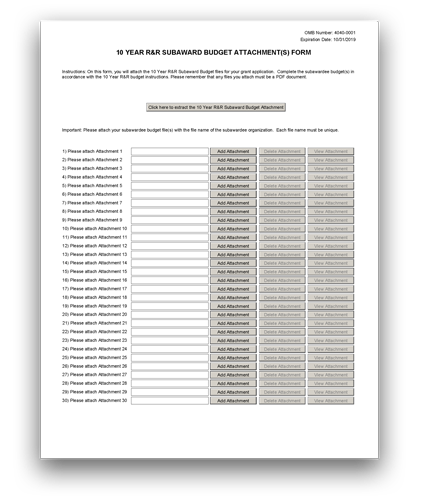 OMB Number: 4040-0001
Expiration Date: 10/31/2019
10 YEAR R&R SUBAWARD BUDGET ATTACHMENT(S) FORM
Instructions: On this form, you will attach the 10 Year R&R Subaward Budget files for your grant application. Complete the subawardee budget(s) in
accordance with the 10 Year R&R budget instructions. Please remember that any files you attach must be a PDF document.
Click here to extract the 10 Year R&R Subaward Budget Attachment
Important: Please attach your subawardee budget file(s) with the file name of the subawardee organization. Each file name must be unique.
1) Please attach Attachment 1 Add Attachment Delete Attachment View Attachment
2) Please attach Attachment 2 Add Attachment Delete Attachment View Attachment
3) Please attach Attachment 3 Add Attachment Delete Attachment View Attachment
4) Please attach Attachment 4 Add Attachment Delete Attachment View Attachment
5) Please attach Attachment 5 Add Attachment Delete Attachment View Attachment
6) Please attach Attachment 6 Add Attachment Delete Attachment View Attachment
7) Please attach Attachment 7 Add Attachment Delete Attachment View Attachment
8) Please attach Attachment 8 Add Attachment Delete Attachment View Attachment
9) Please attach Attachment 9 Add Attachment Delete Attachment View Attachment
10) Please attach Attachment 10 Add Attachment Delete Attachment View Attachment
11) Please attach Attachment 11 Add Attachment Delete Attachment View Attachment
12) Please attach Attachment 12 Add Attachment Delete Attachment View Attachment
13) Please attach Attachment 13 Add Attachment Delete Attachment View Attachment
14) Please attach Attachment 14 Add Attachment Delete Attachment View Attachment
15) Please attach Attachment 15 Add Attachment Delete Attachment View Attachment
16) Please attach Attachment 16 Add Attachment Delete Attachment View Attachment
17) Please attach Attachment 17 Add Attachment Delete Attachment View Attachment
18) Please attach Attachment 18 Add Attachment Delete Attachment View Attachment
19) Please attach Attachment 19 Add Attachment Delete Attachment View Attachment
20) Please attach Attachment 20 Add Attachment Delete Attachment View Attachment
21) Please attach Attachment 21 Add Attachment Delete Attachment View Attachment
22) Please attach Attachment 22 Add Attachment Delete Attachment View Attachment
23) Please attach Attachment 23 Add Attachment Delete Attachment View Attachment
24) Please attach Attachment 24 Add Attachment Delete Attachment View Attachment
25) Please attach Attachment 25 Add Attachment Delete Attachment View Attachment
26) Please attach Attachment 26 Add Attachment Delete Attachment View Attachment
27) Please attach Attachment 27 Add Attachment Delete Attachment View Attachment
28) Please attach Attachment 28 Add Attachment Delete Attachment View Attachment
29) Please attach Attachment 29 Add Attachment Delete Attachment View Attachment
30) Please attach Attachment 30 Add Attachment Delete Attachment View Attachment